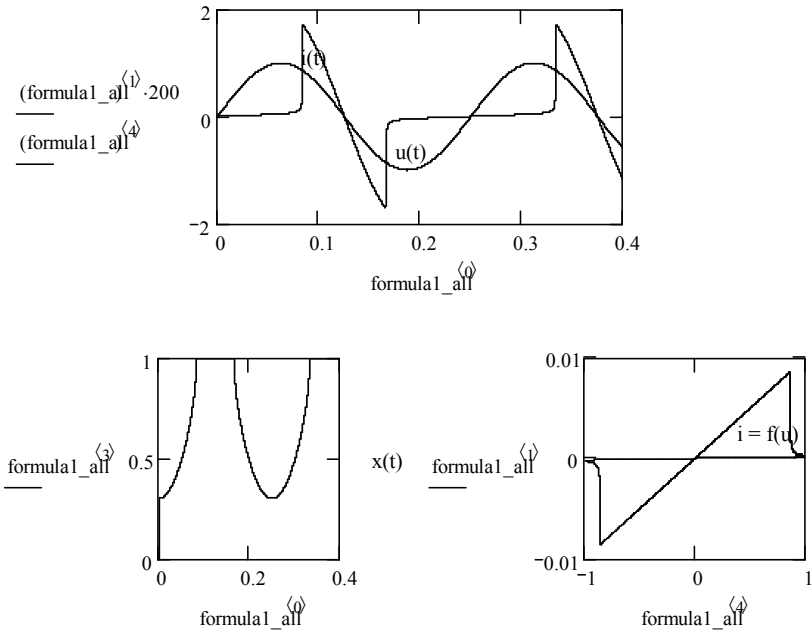 2
(formula1_all)⟨1⟩·200
i(t)
(formula1_all)⟨4⟩
0
u(t)
−2
0 0.1 0.2 0.3 0.4
formula1_all⟨0⟩
1
formula1_all⟨3⟩
0.5
x(t)
0
0 0.2 0.4
formula1_all⟨0⟩
0.01
i = f(u)
formula1_all⟨1⟩
0
−0.01
−1 0 1
formula1_all⟨4⟩